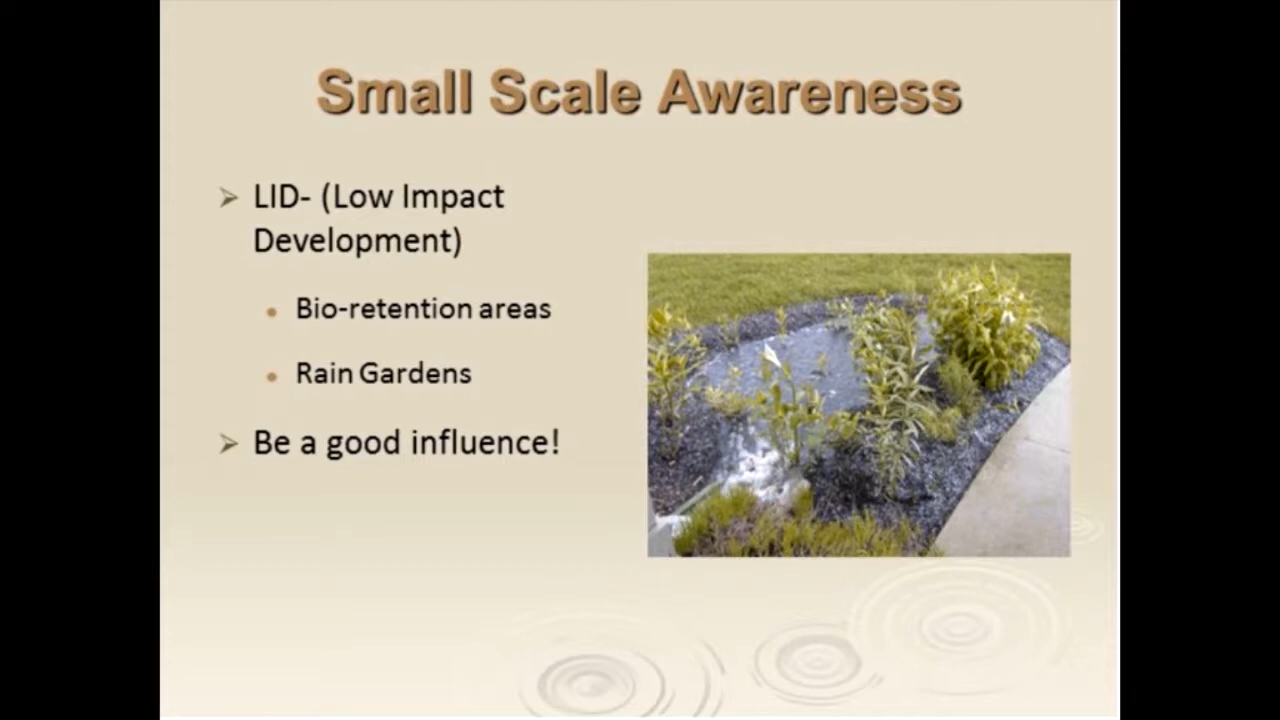 Small Scale Awareness
LID- (Low Impact
Development)
Bio-retention areas
Rain Gardens
Be a good influence!